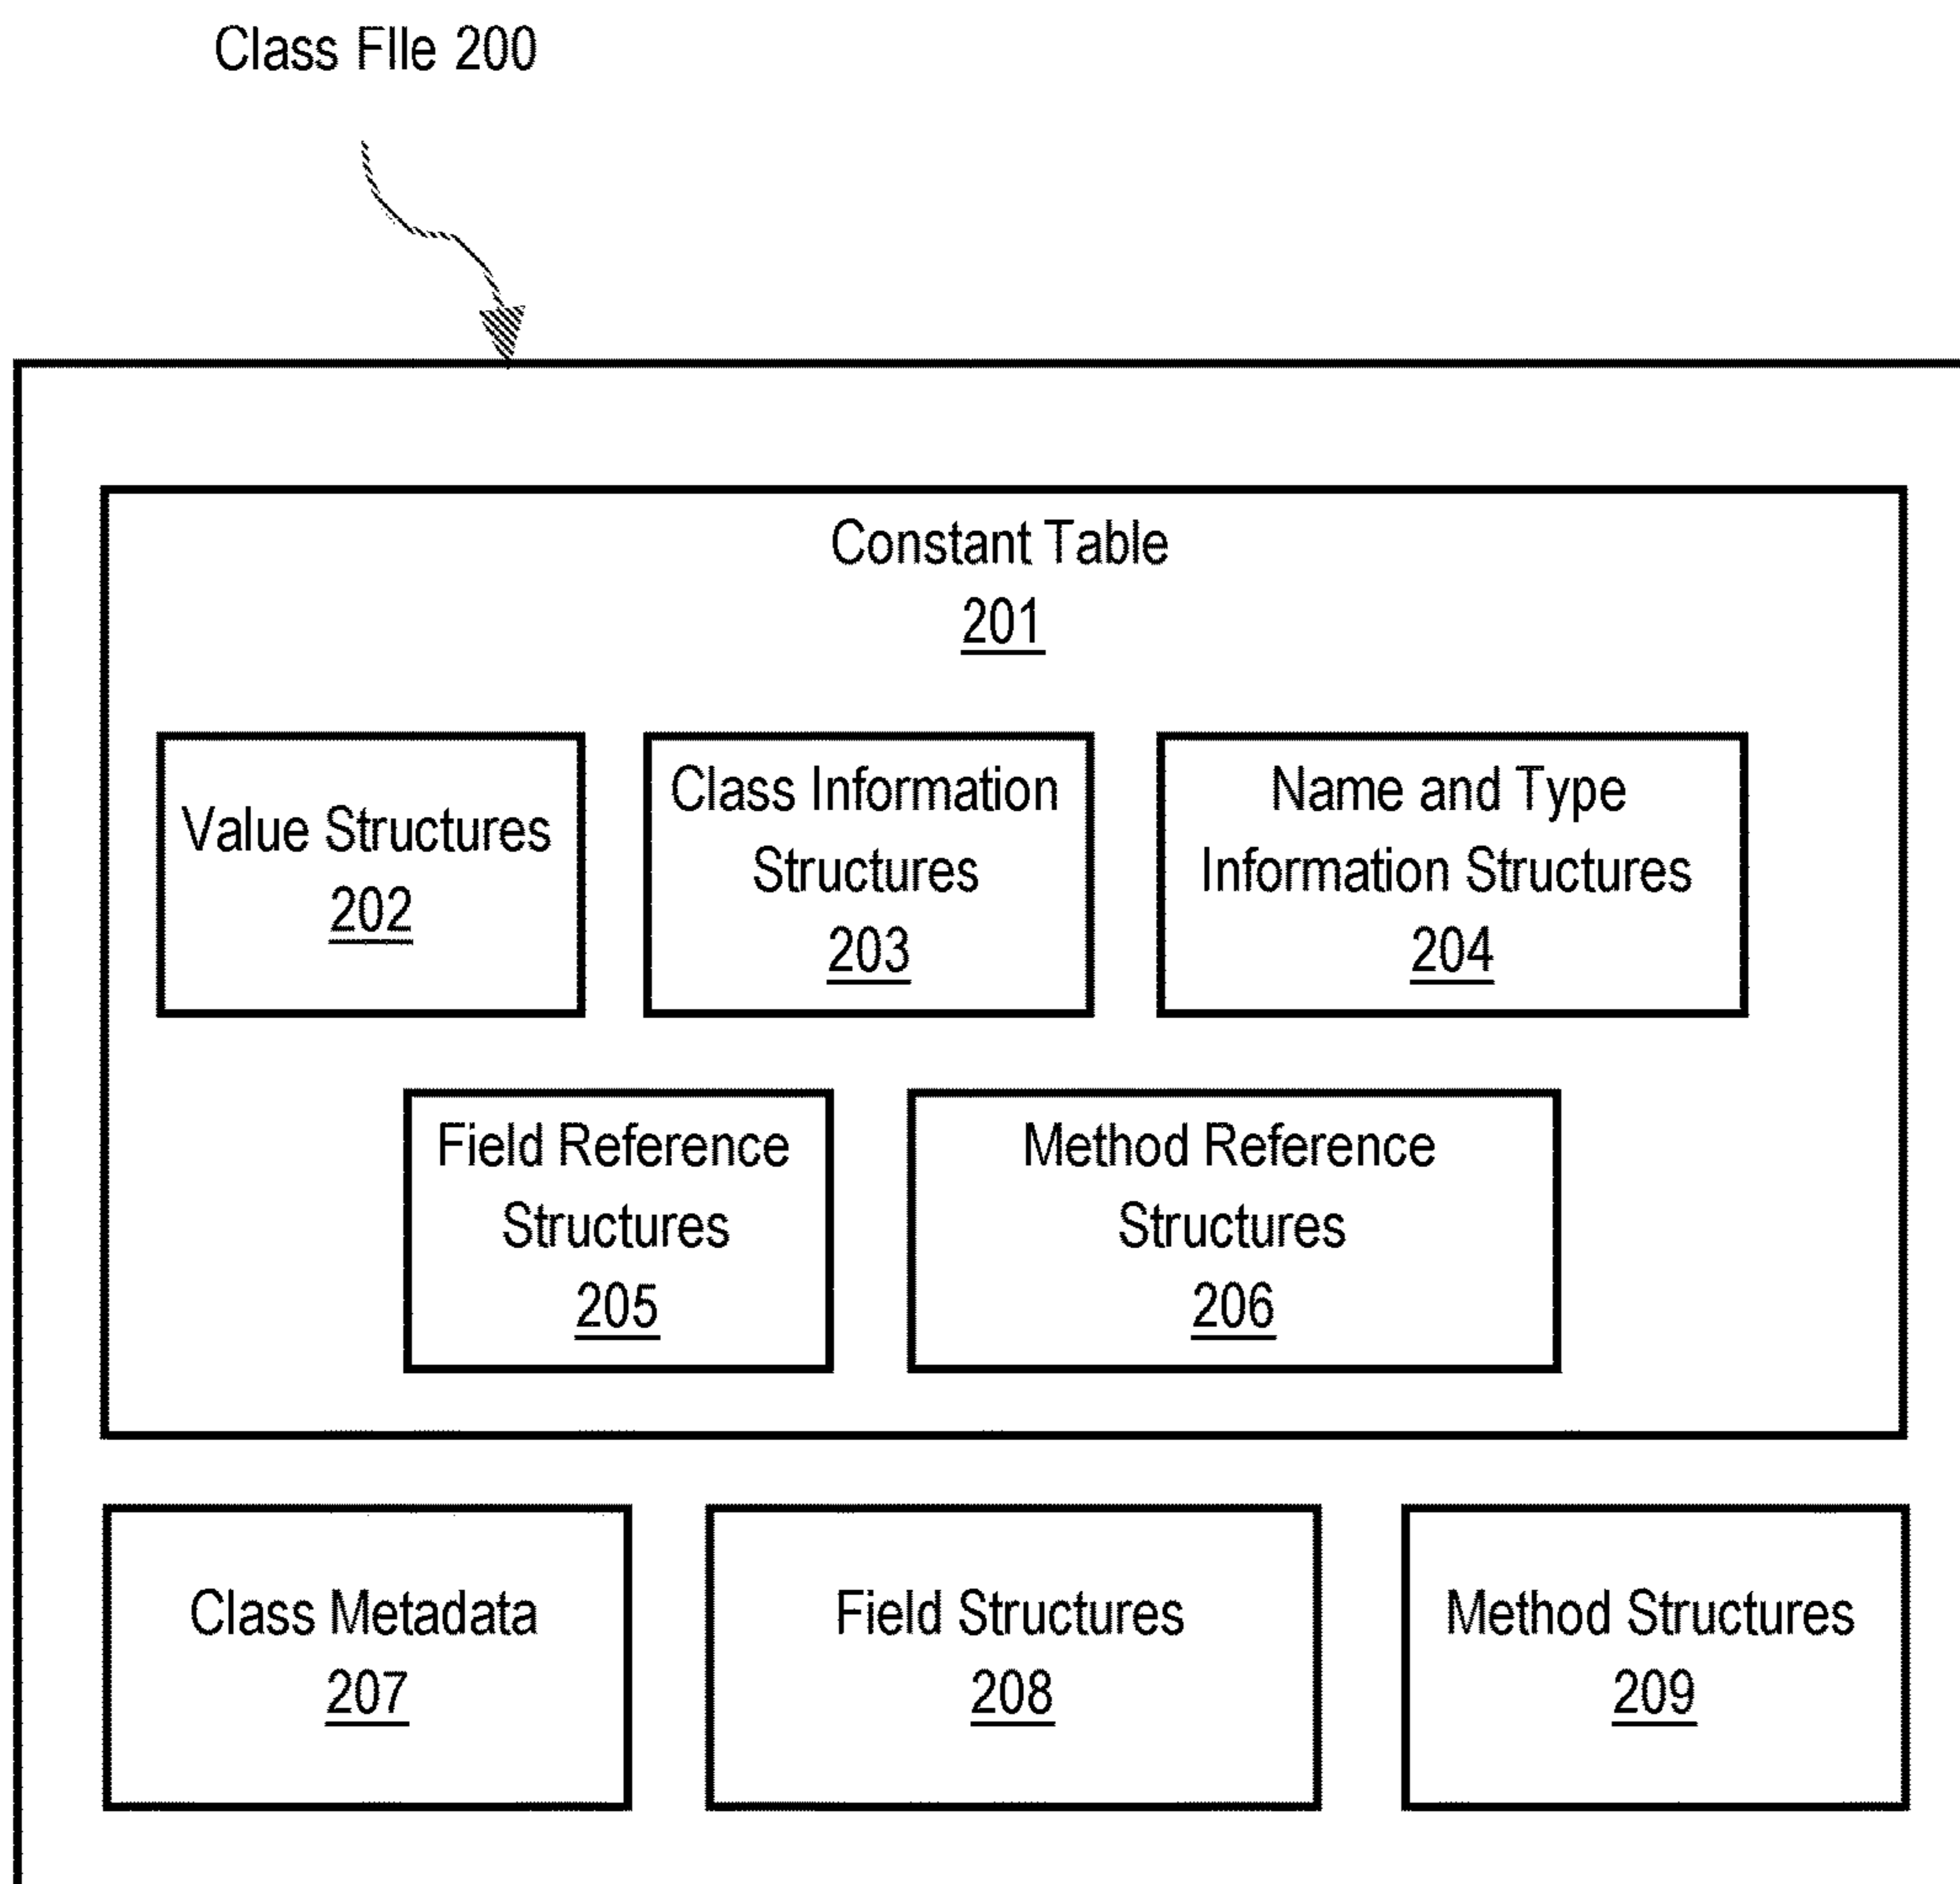 Class FIle 200
Constant Table
201
Value Structures
202
Class Information
Structures
203
Name and Type
Information Structures
204
Field Reference
Structures
205
Method Reference
Structures
206
Class Metadata
207
Field Structures
208
Method Structures
209